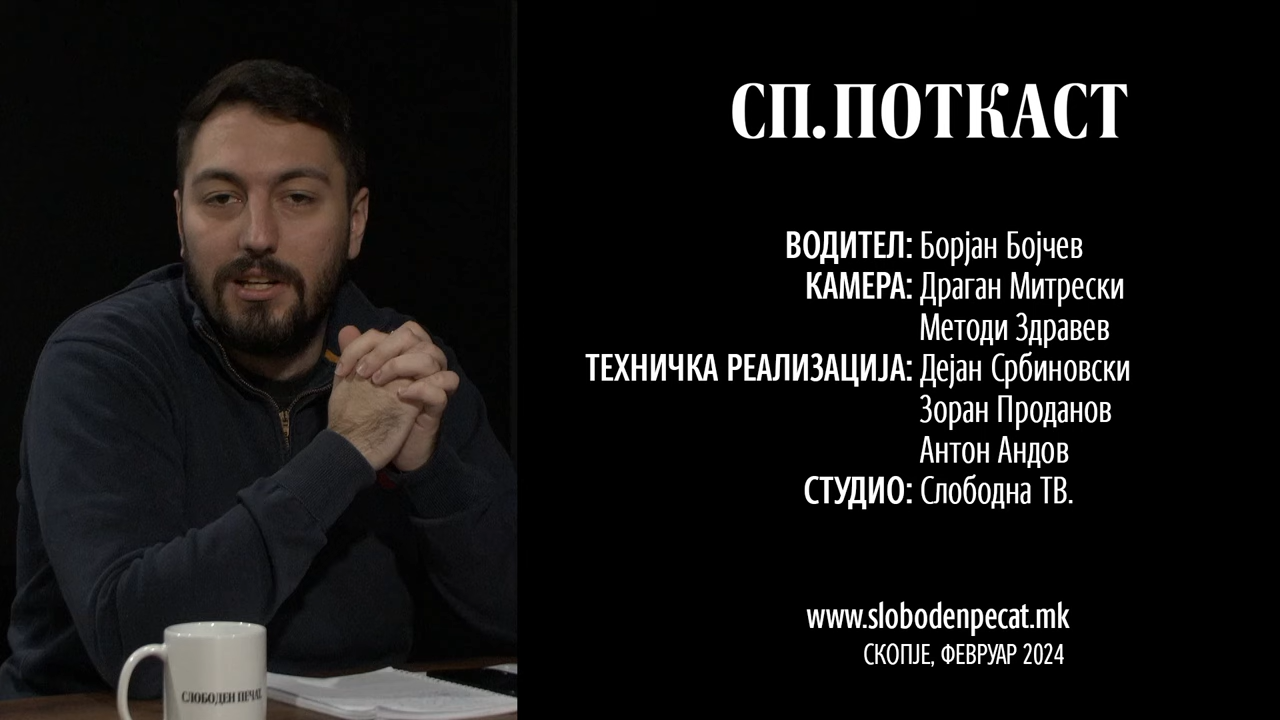 СП.ПОТКАСТ
ВОДИТЕЛ: Борјан Бојчев
КАМЕРА: Драган Митрески
Методи Здравев
ТЕХНИЧКА РЕАЛИЗАЦИЈА: Дејан Србиновски
Зоран Проданов
Антон Андов
СТУДИО: Слободна ТВ.
www.slobodenpecat.mk
СКОПЈЕ, ФЕВРУАР 2024
СЛОБОДЕН ПЕЧАТ